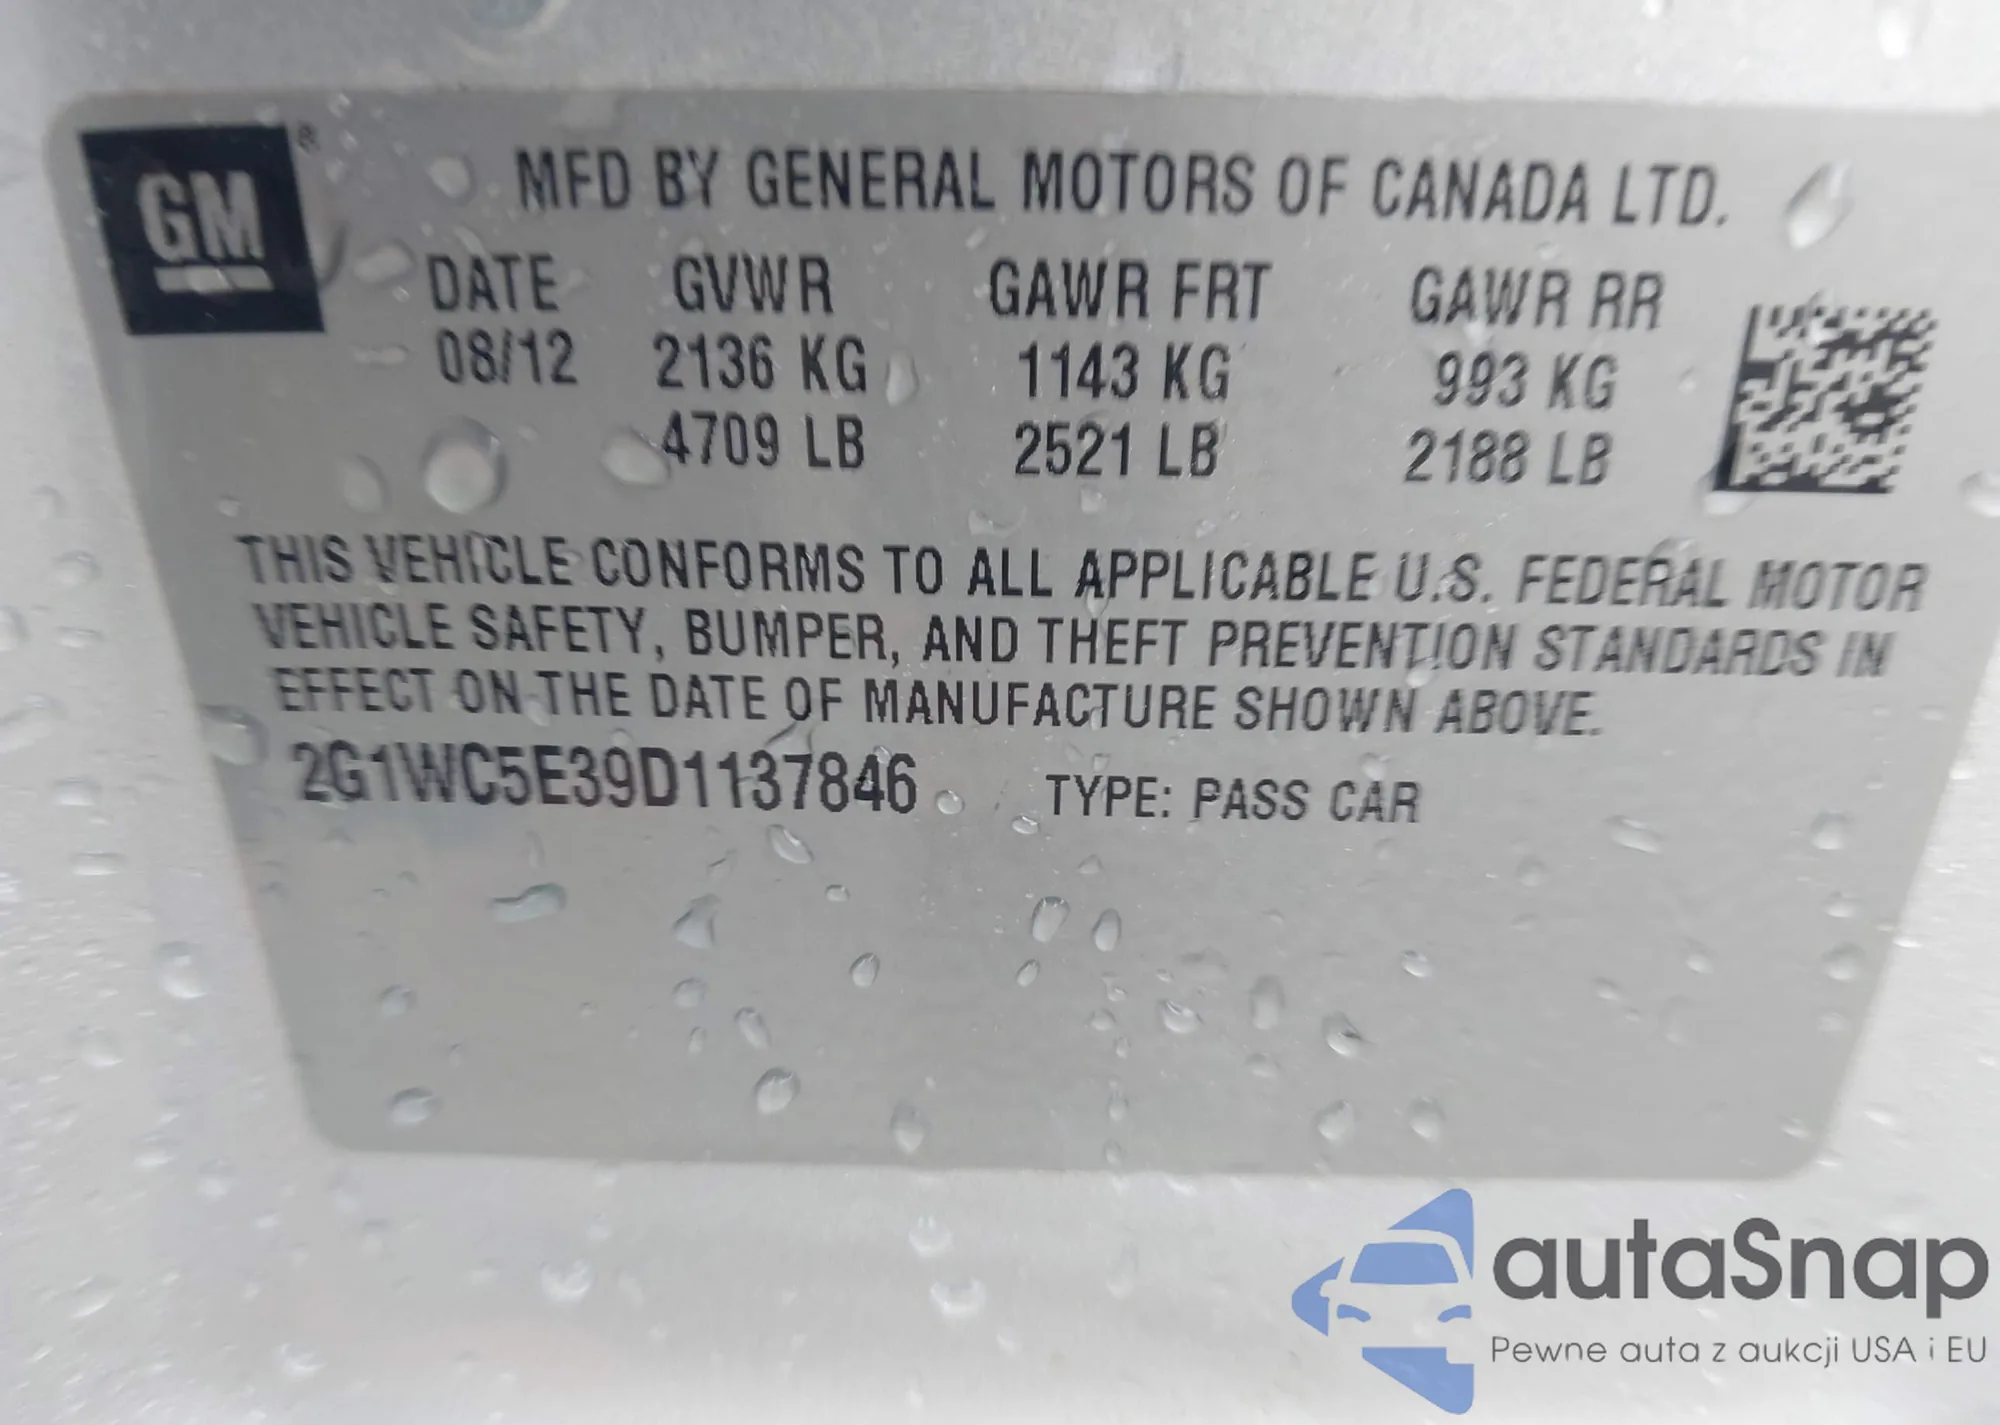 GM ®
MFD BY GENERAL MOTORS OF CANADA LTD.
DATE GVWR GAWR FRT GAWR RR
08/12 2136 KG 1143 KG 993 KG
4709 LB 2521 LB 2188 LB
THIS VEHICLE CONFORMS TO ALL APPLICABLE U.S. FEDERAL MOTOR
VEHICLE SAFETY, BUMPER, AND THEFT PREVENTION STANDARDS IN
EFFECT ON THE DATE OF MANUFACTURE SHOWN ABOVE.
2G1WC5E39D1137846 TYPE: PASS CAR
autaSnap
Pewne auta z aukcji USA i EU